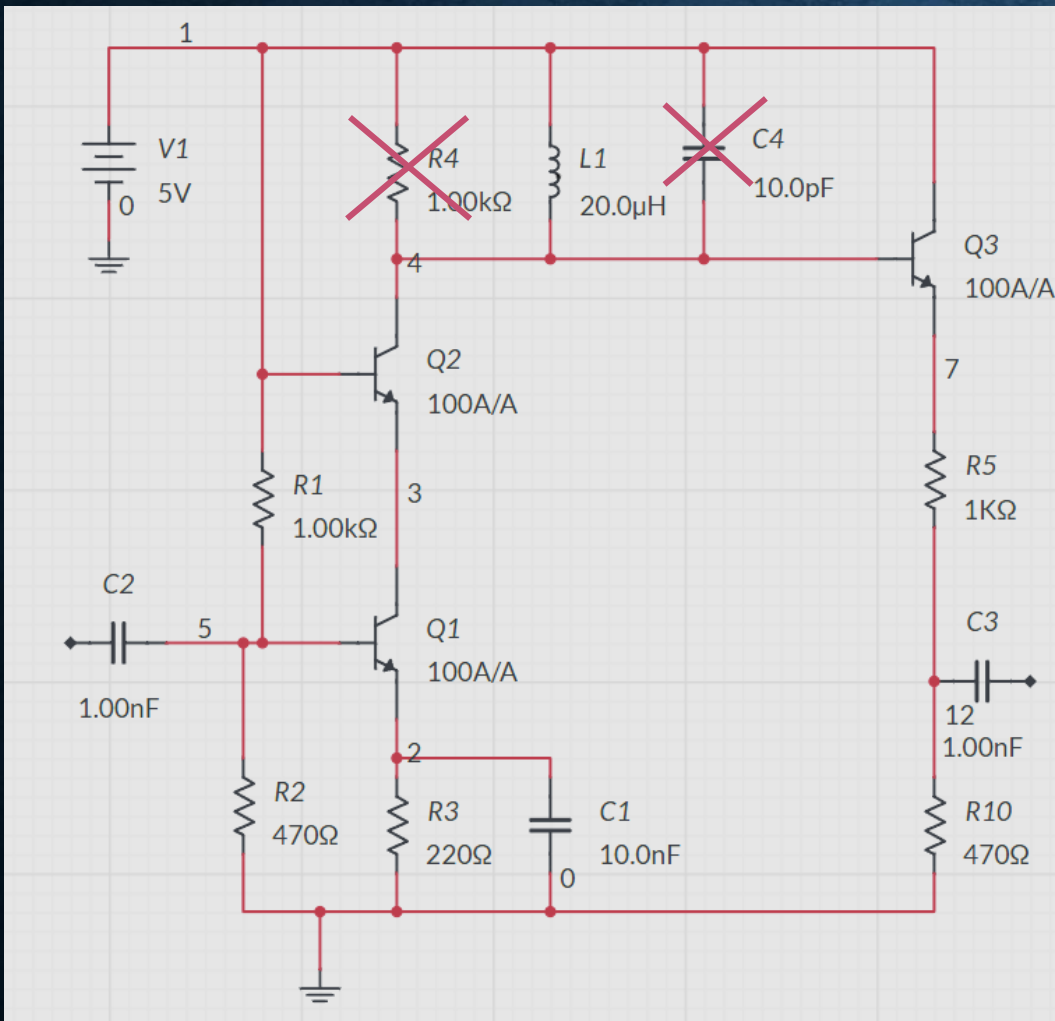 1
V1
5V
0
R4
1.00kΩ
L1
20.0µH
C4
10.0pF
4
Q3
100A/A
Q2
100A/A
7
3
R1
1.00kΩ
R5
1KΩ
C2
5
1.00nF
Q1
100A/A
C3
12
1.00nF
2
R2
470Ω
R3
220Ω
C1
10.0nF
0
R10
470Ω